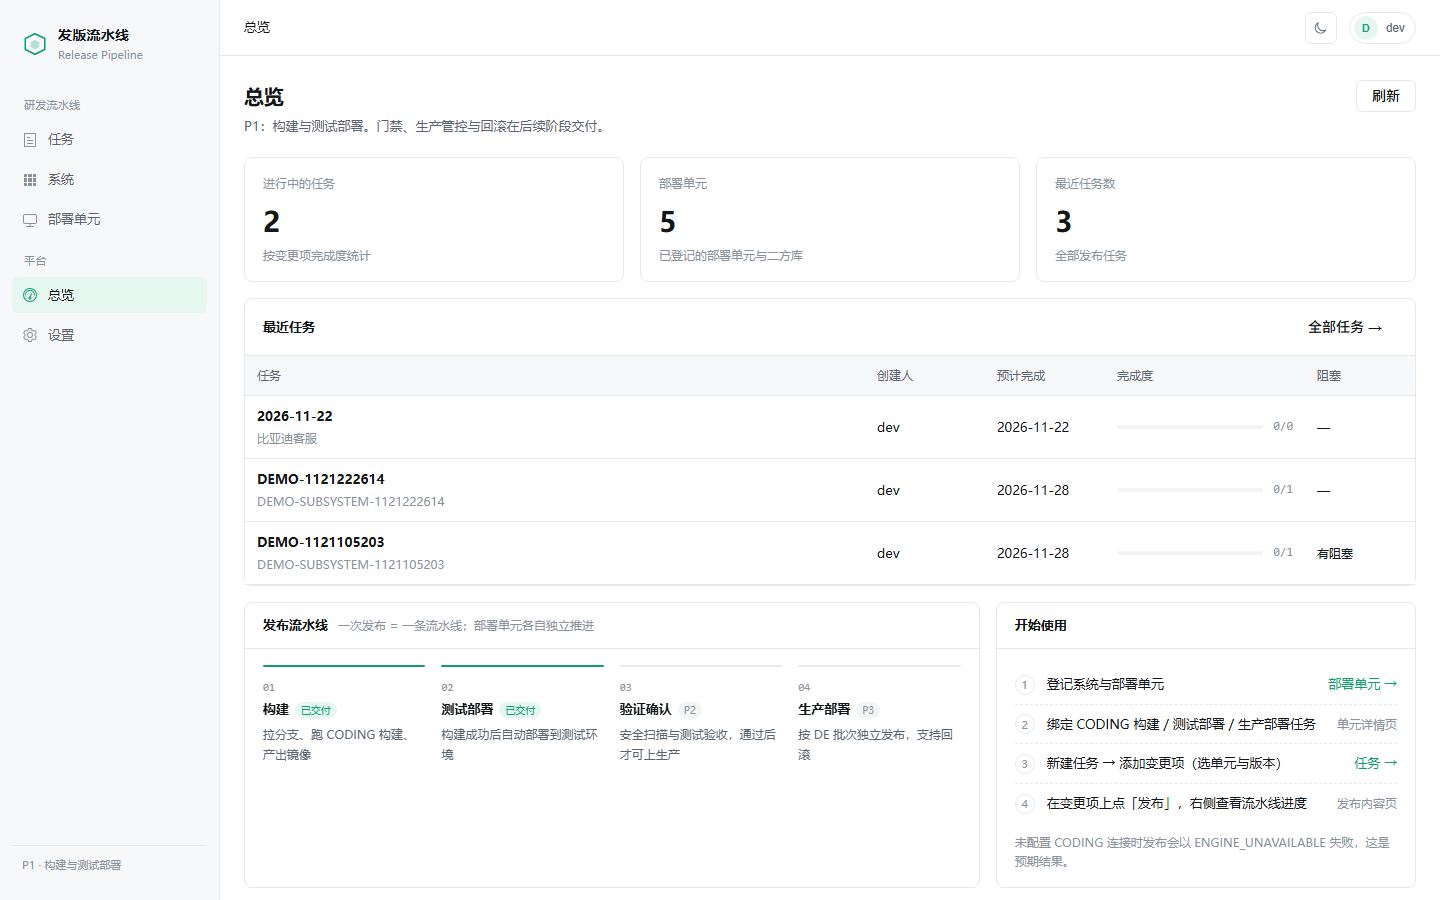 发版流水线
Release Pipeline
研发流水线
任务
系统
部署单元
平台
总览
设置
P1 · 构建与测试部署
总览
D dev
总览
刷新
P1：构建与测试部署。门禁、生产管控与回滚在后续阶段交付。
进行中的任务
2
按变更项完成度统计
部署单元
5
已登记的部署单元与二方库
最近任务数
3
全部发布任务
最近任务
全部任务 →
任务 创建人 预计完成 完成度 阻塞
2026-11-22
比亚迪客服
dev 2026-11-22 0/0 —
DEMO-1121222614
DEMO-SUBSYSTEM-1121222614
dev 2026-11-28 0/1 —
DEMO-1121105203
DEMO-SUBSYSTEM-1121105203
dev 2026-11-28 0/1 有阻塞
发布流水线 一次发布 = 一条流水线；部署单元各自独立推进
01
构建 已交付
拉分支、跑 CODING 构建、
产出镜像
02
测试部署 已交付
构建成功后自动部署到测试环
境
03
验证确认 P2
安全扫描与测试验收，通过后
才可上生产
04
生产部署 P3
按 DE 批次独立发布，支持回
滚
开始使用
1 登记系统与部署单元 部署单元 →
2 绑定 CODING 构建 / 测试部署 / 生产部署任务 单元详情页
3 新建任务 → 添加变更项（选单元与版本） 任务 →
4 在变更项上点「发布」，右侧查看流水线进度 发布内容页
未配置 CODING 连接时发布会以 ENGINE_UNAVAILABLE 失败，这是
预期结果。